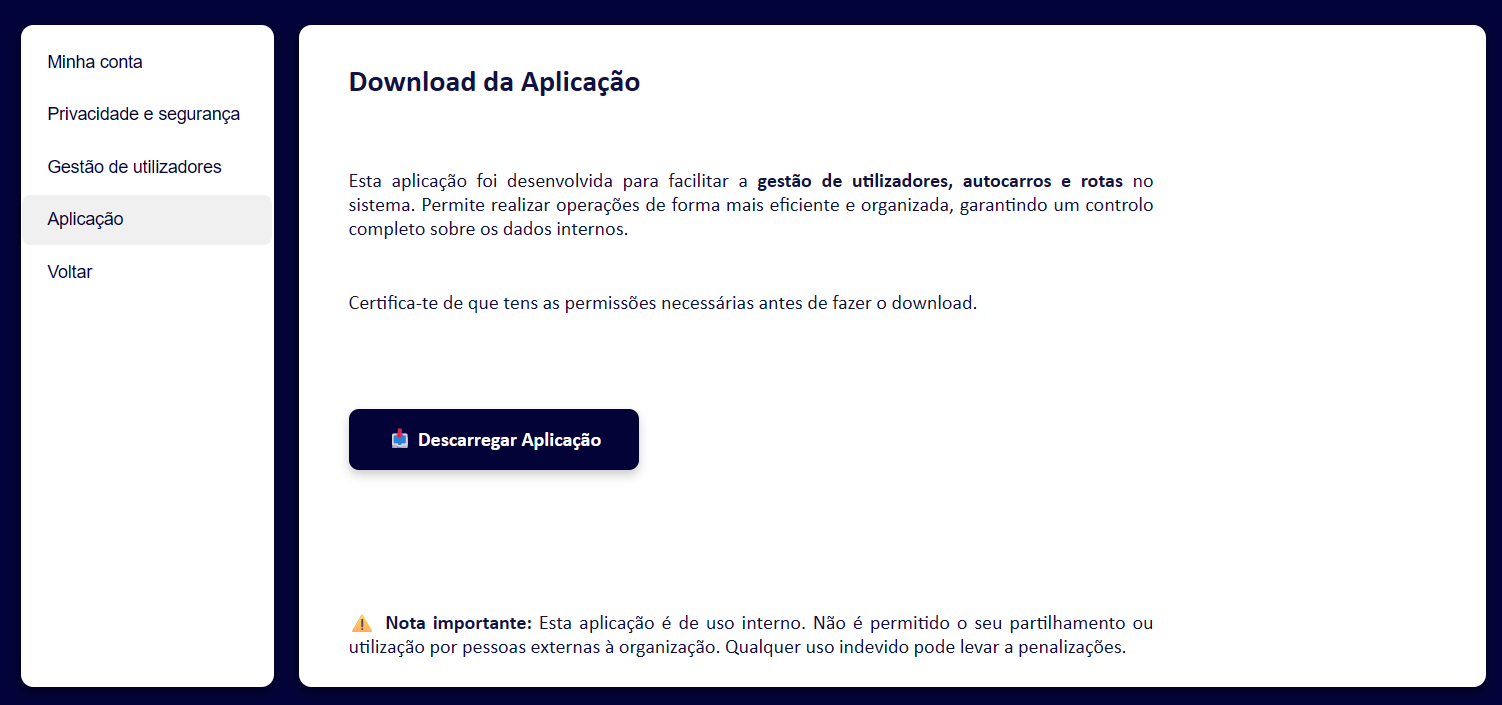 Minha conta
Privacidade e segurança
Gestão de utilizadores
Aplicação
Voltar
Download da Aplicação
Esta aplicação foi desenvolvida para facilitar a gestão de utilizadores, autocarros e rotas no
sistema. Permite realizar operações de forma mais eficiente e organizada, garantindo um controlo
completo sobre os dados internos.
Certifica-te de que tens as permissões necessárias antes de fazer o download.
📥 Descarregar Aplicação
⚠️ Nota importante: Esta aplicação é de uso interno. Não é permitido o seu partilhamento ou
utilização por pessoas externas à organização. Qualquer uso indevido pode levar a penalizações.